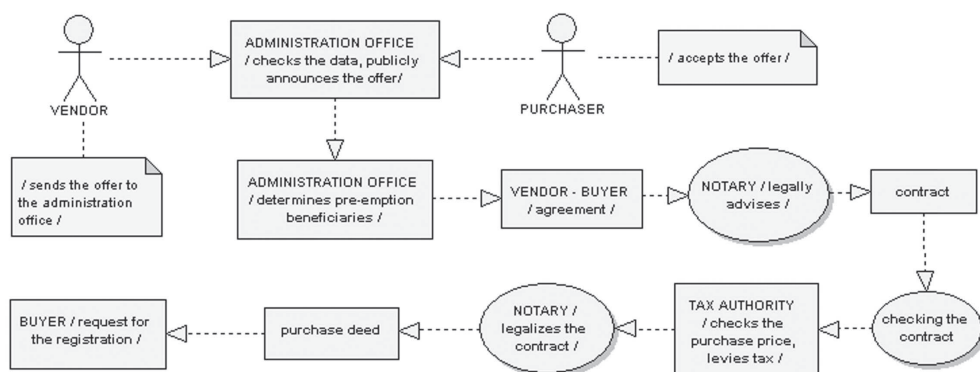 ADMINISTRATION OFFICE
/ checks the data, publicly
announces the offer/
/ accepts the offer /
VENDOR
PURCHASER
/ sends the offer to
the administration
office /
ADMINISTRATION OFFICE
/ determines pre-emption
beneficiaries /
VENDOR - BUYER
/ agreement /
NOTARY / legally
advises /
contract
BUYER / request for
the registration /
purchase deed
NOTARY /
legalizes the
contract /
TAX AUTHORITY
/ checks the
purchase price,
levies tax /
checking the
contract